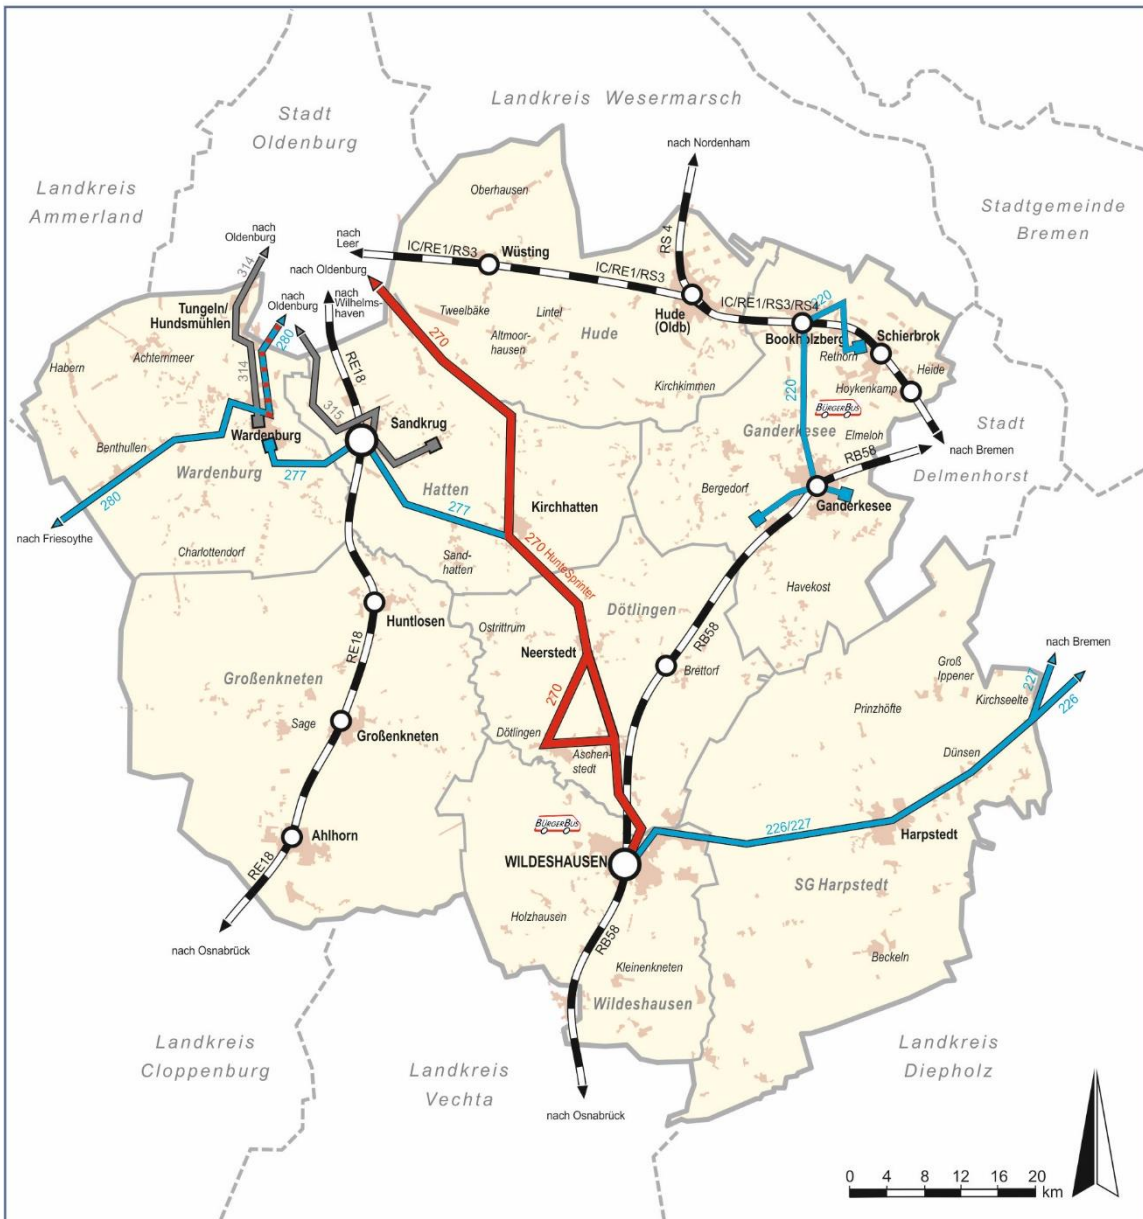 Landkreis Wesermarsch
Stadt
Oldenburg
Landkreis
Ammerland
Stadtgemeinde
Bremen
nach Nordenham
Oberhausen
nach
Oldenburg
nach
Leer
IC/RE1/RS3
Wüsting
RS 4
314
nach Oldenburg
IC/RE1/RS3
nach
Oldenburg
nach
Wilhelms-
haven
Tungeln/
Hundsmühlen
Tweelbäke
Lintel
Hude
(Oldb)
IC/RE1/RS3/RS4
220
Bookholzberg
Schierbrok
280
270
Altmoor-
hausen
Hude
Rethorn
Heide
Achternmeer
Habern
314
RE18
Kirchkimmen
220
Hoykenkamp
BÜRGERBUS
315
Sandkrug
Wardenburg
Ganderkesee
Elmeloh
nach Bremen
Stadt
Delmenhorst
Benthullen
Wardenburg
277
RB58
Hatten
Bergedorf
280
277
Kirchhatten
Ganderkesee
nach Friesoythe
Charlottendorf
Sand-
hatten
270 HunteSprinter
Havekost
Huntlosen
Dötlingen
Ostrittrum
RE18
Neerstedt
RB58
Brettorf
nach Bremen
Groß
Ippener
Großenkneten
270
227
Kirchseelte
226
Prinzhöfte
Sage
Großenkneten
Dötlingen
Aschen-
stedt
Dünsen
BÜRGERBUS
226/227
Ahlhorn
Harpstedt
WILDESHAUSEN
RE18
SG Harpstedt
Holzhausen
nach Osnabrück
RB58
Beckeln
Kleinenkneten
Wildeshausen
Landkreis
Cloppenburg
Landkreis
Vechta
Landkreis
Diepholz
nach Osnabrück
0 4 8 12 16 20
km